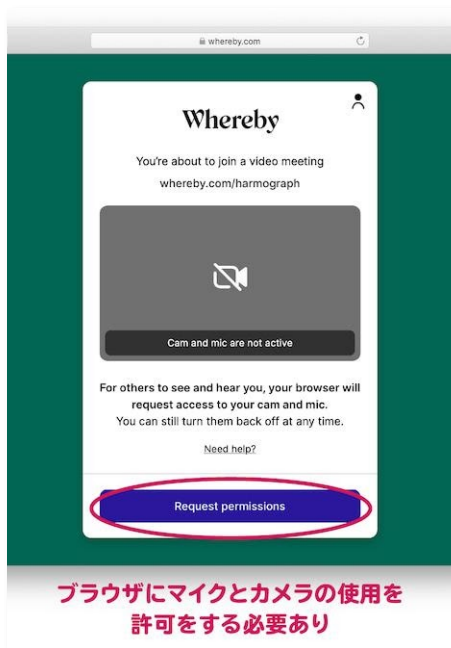 whereby.com
Whereby
You're about to join a video meeting
whereby.com/harmograph
Cam and mic are not active
For others to see and hear you, your browser will
request access to your cam and mic.
You can still turn them back off at any time.
Need help?
Request permissions
ブラウザにマイクとカメラの使用を
許可をする必要あり